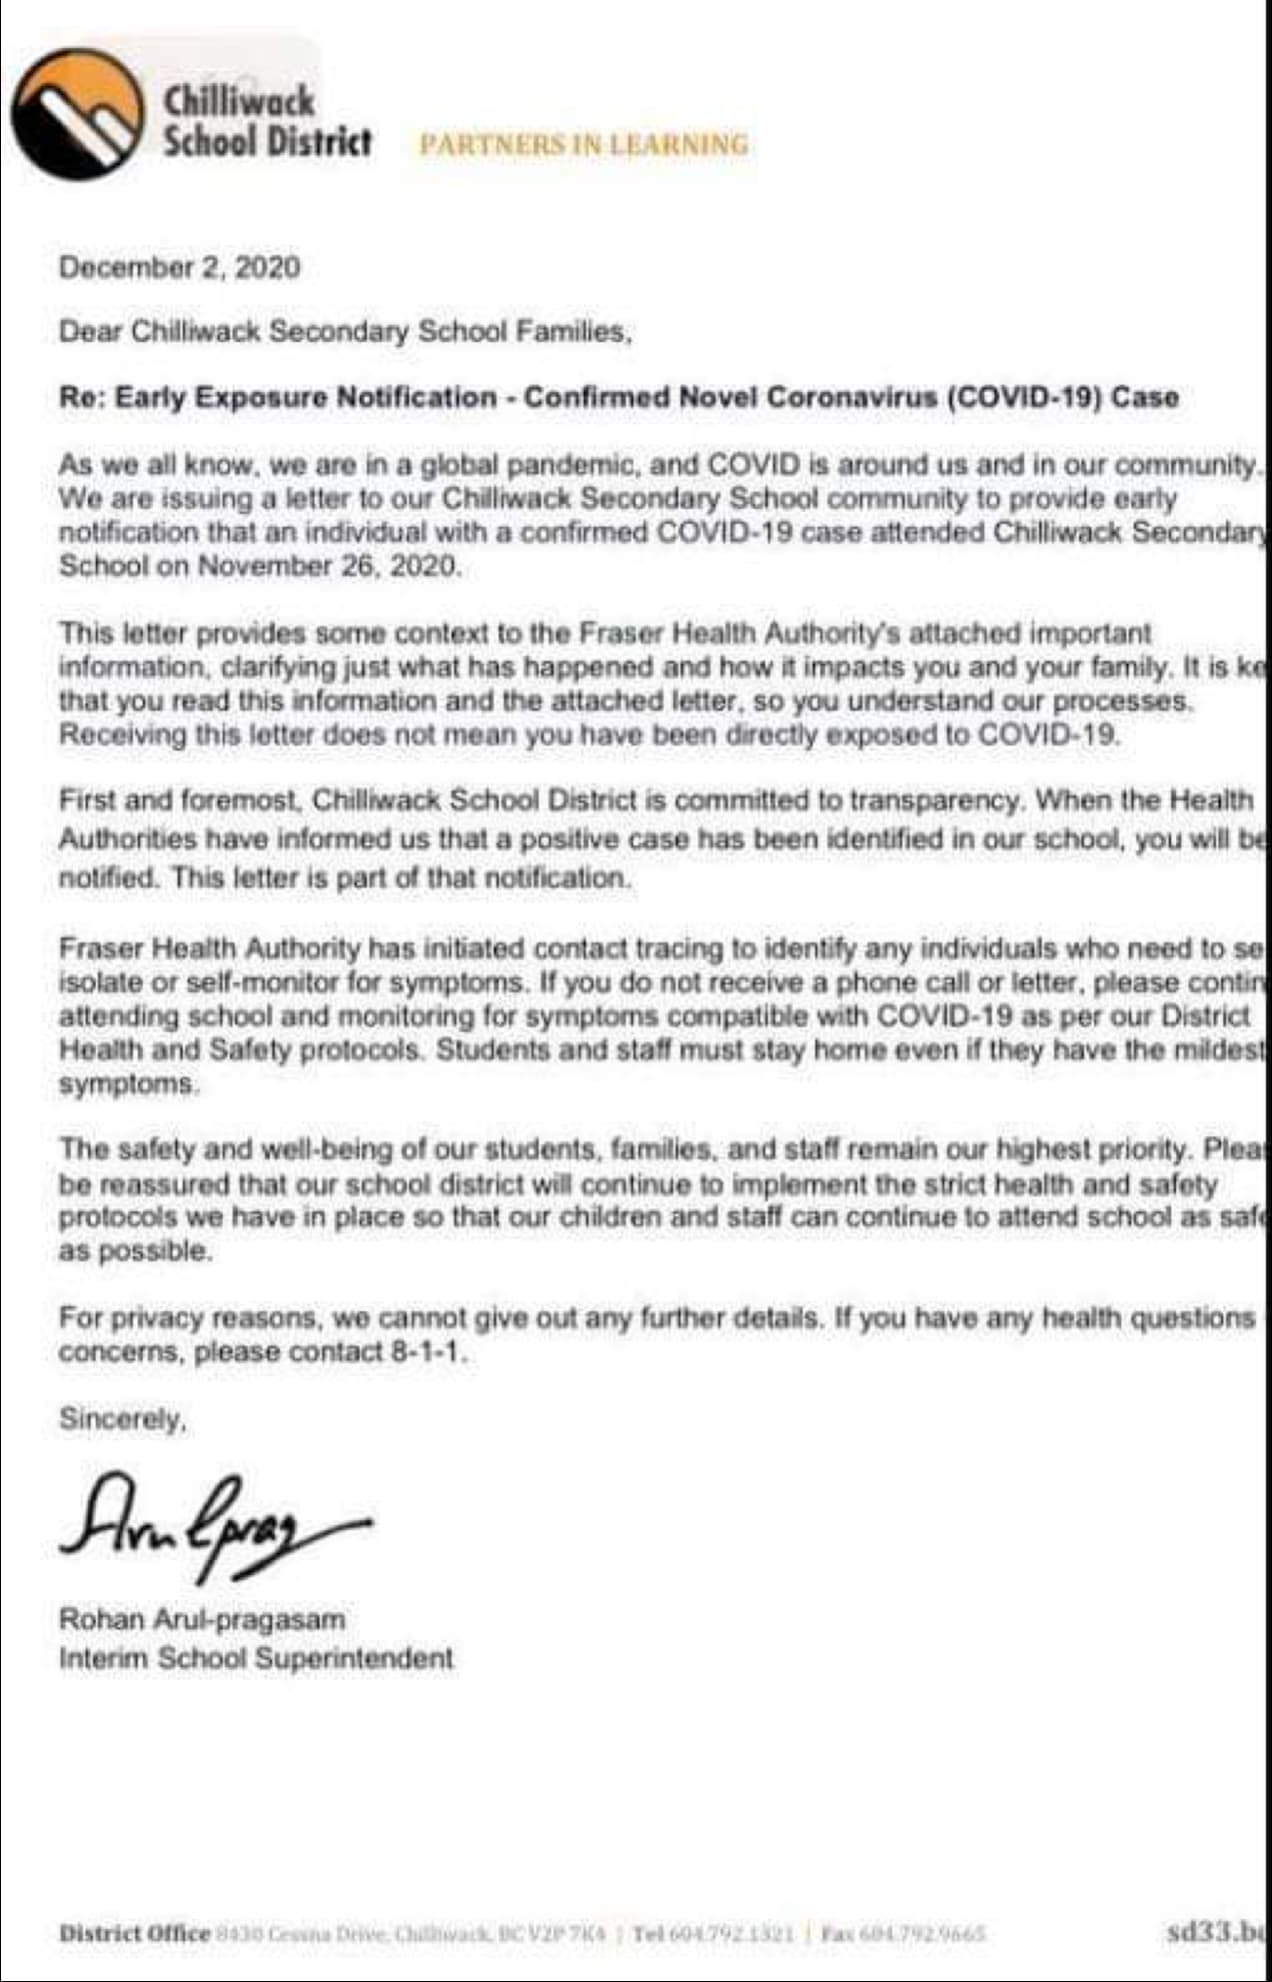 Chilliwack
School District
PARTNERS IN LEARNING
December 2, 2020
Dear Chilliwack Secondary School Families,
Re: Early Exposure Notification - Confirmed Novel Coronavirus (COVID-19) Case
As we all know, we are in a global pandemic, and COVID is around us and in our community.
We are issuing a letter to our Chilliwack Secondary School community to provide early
notification that an individual with a confirmed COVID-19 case attended Chilliwack Secondary
School on November 26, 2020.
This letter provides some context to the Fraser Health Authority's attached important
information, clarifying just what has happened and how it impacts you and your family. It is ke
that you read this information and the attached letter, so you understand our processes.
Receiving this letter does not mean you have been directly exposed to COVID-19.
First and foremost, Chilliwack School District is committed to transparency. When the Health
Authorities have informed us that a positive case has been identified in our school, you will be
notified. This letter is part of that notification.
Fraser Health Authority has initiated contact tracing to identify any individuals who need to se
isolate or self-monitor for symptoms. If you do not receive a phone call or letter, please contin
attending school and monitoring for symptoms compatible with COVID-19 as per our District
Health and Safety protocols. Students and staff must stay home even if they have the mildest
symptoms.
The safety and well-being of our students, families, and staff remain our highest priority. Pleas
be reassured that our school district will continue to implement the strict health and safety
protocols we have in place so that our children and staff can continue to attend school as safe
as possible.
For privacy reasons, we cannot give out any further details. If you have any health questions
concerns, please contact 8-1-1.
Sincerely,
Rohan Arul-pragasam
Interim School Superintendent
District Office 8430 Cessna Drive, Chilliwack, BC V2P 7K4 | Tel 604.792.1321 | Fax 604.792.9665
sd33.bc